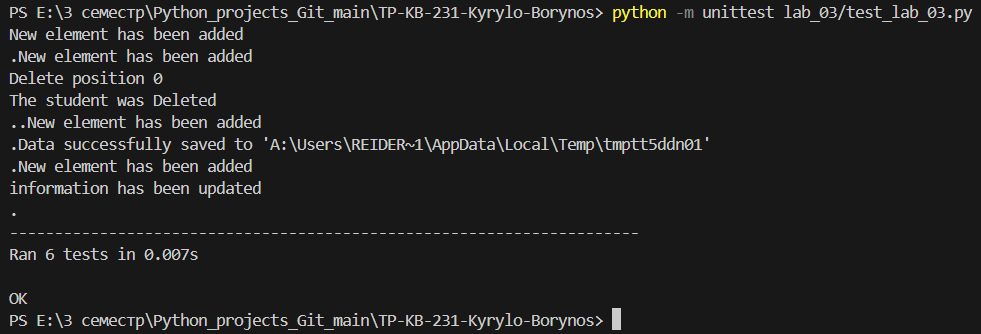 PS E:\3 семестр\Python_projects_Git_main\TP-KB-231-Kyrylo-Borynos> python -m unittest lab_03/test_lab_03.py
New element has been added
.New element has been added
Delete position 0
The student was Deleted
..New element has been added
.Data successfully saved to 'A:\Users\REIDER~1\AppData\Local\Temp\tmptt5ddn01'
.New element has been added
information has been updated
.
----------------------------------------------------------------------
Ran 6 tests in 0.007s
OK
PS E:\3 семестр\Python_projects_Git_main\TP-KB-231-Kyrylo-Borynos>